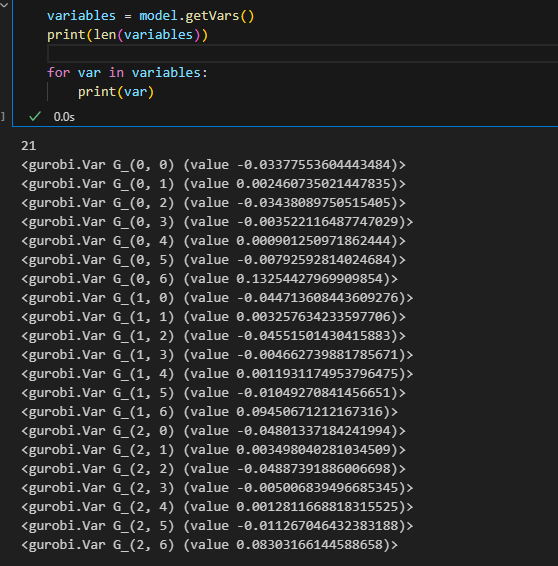 variables = model.getVars()
print(len(variables))
for var in variables:
    print(var)
] ✓ 0.0s
21
<gurobi.Var G_(0, 0) (value -0.03377553604443484)>
<gurobi.Var G_(0, 1) (value 0.002460735021447835)>
<gurobi.Var G_(0, 2) (value -0.03438089750515405)>
<gurobi.Var G_(0, 3) (value -0.003522116487747029)>
<gurobi.Var G_(0, 4) (value 0.000901250971862444)>
<gurobi.Var G_(0, 5) (value -0.00792592814024684)>
<gurobi.Var G_(0, 6) (value 0.13254427969909854)>
<gurobi.Var G_(1, 0) (value -0.044713608443609276)>
<gurobi.Var G_(1, 1) (value 0.003257634233597706)>
<gurobi.Var G_(1, 2) (value -0.04551501430415883)>
<gurobi.Var G_(1, 3) (value -0.004662739881785671)>
<gurobi.Var G_(1, 4) (value 0.0011931174953796475)>
<gurobi.Var G_(1, 5) (value -0.01049270841456651)>
<gurobi.Var G_(1, 6) (value 0.09450671212167316)>
<gurobi.Var G_(2, 0) (value -0.04801337184241994)>
<gurobi.Var G_(2, 1) (value 0.003498040281034509)>
<gurobi.Var G_(2, 2) (value -0.04887391886006698)>
<gurobi.Var G_(2, 3) (value -0.005006839496685345)>
<gurobi.Var G_(2, 4) (value 0.0012811668818315525)>
<gurobi.Var G_(2, 5) (value -0.011267046432383188)>
<gurobi.Var G_(2, 6) (value 0.08303166144588658)>